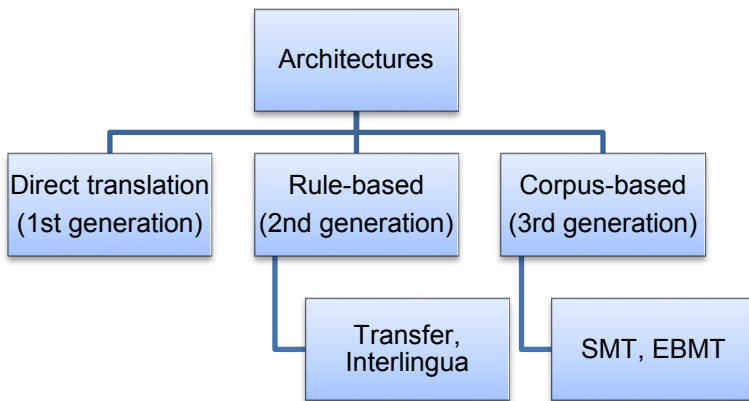 Architectures
Direct translation
(1st generation)
Rule-based
(2nd generation)
Corpus-based
(3rd generation)
Transfer,
Interlingua
SMT, EBMT